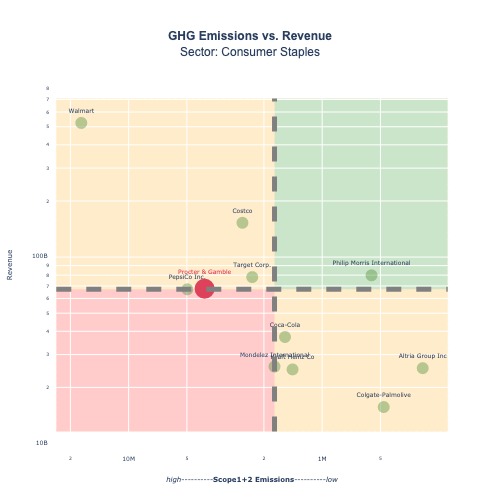 GHG Emissions vs. Revenue
Sector: Consumer Staples
8
7
6
5
4
3
2
100B
9
8
7
6
5
4
3
2
10B
Revenue
Walmart
Costco
Target Corp.
Philip Morris International
Procter & Gamble
PepsiCo Inc.
Coca-Cola
Mondelez International
Heinz Co
Altria Group Inc
Colgate-Palmolive
2
10M
5
2
1M
5
high----------Scope1+2 Emissions----------low